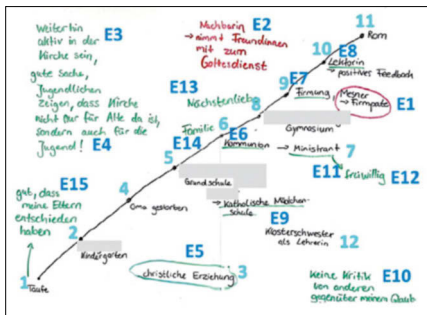 Weiterhin
aktiv in der
Kirche sein,
E3
gute Sache,
Jugendlichen
zeigen, dass Kirche
nicht nur für Alte da ist,
sondern auch für die
Jugend!
E4
E2
Nachbarin
→ nimmt Freundinnen
mit zum
Gottesdienst
11
Rom
10
E8
Lektorin
→ positives Feedback
9
E7
Firmung
Mesner
→ Firmpate
E1
E13
Nächstenliebe
8
Gymnasium
Familie
6
E6
Kommunion
→ Ministrant
7
E11
freiwillig
E12
E14
5
Grundschule
→ Katholische Mädchen-
schule
E9
Klosterschwester
als Lehrerin
12
E15
gut, dass
meine Eltern
entschieden
haben
4
Oma gestorben
2
Kindergarten
E5
christliche Erziehung
3
1
Taufe
E10
keine Kritik
von anderen
gegenüber meinem Glaub